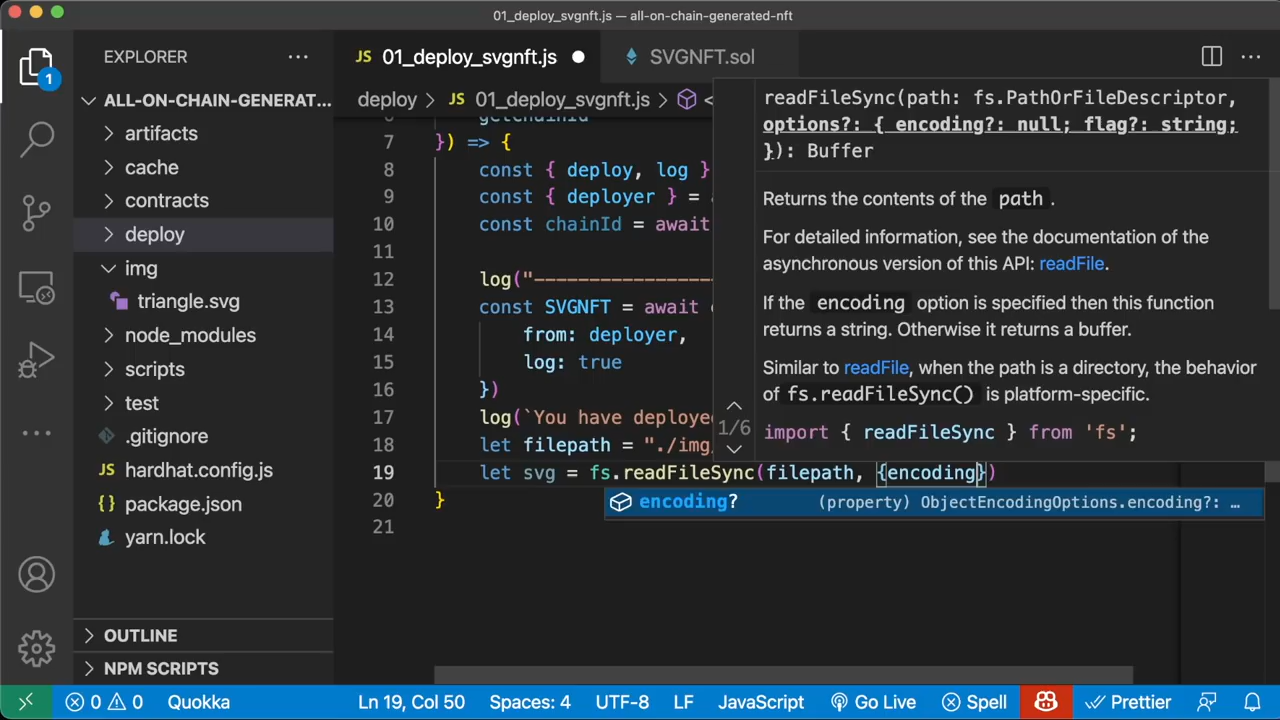 01_deploy_svgnft.js — all-on-chain-generated-nft
1
EXPLORER
ALL-ON-CHAIN-GENERAT...
artifacts
cache
contracts
deploy
img
triangle.svg
node_modules
scripts
test
.gitignore
hardhat.config.js
package.json
yarn.lock
OUTLINE
NPM SCRIPTS
JS 01_deploy_svgnft.js
SVGNFT.sol
deploy > JS 01_deploy_svgnft.js > <
6 getChainId
7 }) => {
8 const { deploy, log }
9 const { deployer } =
10 const chainId = await
11
12 log("
13 const SVGNFT = await
14 from: deployer,
15 log: true
16 })
17 log(`You have deployed
18 let filepath = "./img/
19 let svg = fs.readFileSync(filepath, {encoding})
20 }
21
readFileSync(path: fs.PathOrFileDescriptor,
options?: { encoding?: null; flag?: string;
}): Buffer
Returns the contents of the path .
For detailed information, see the documentation of the
asynchronous version of this API: readFile.
If the encoding option is specified then this function
returns a string. Otherwise it returns a buffer.
Similar to readFile, when the path is a directory, the behavior
of fs.readFileSync() is platform-specific.
1/6
import { readFileSync } from 'fs';
encoding? (property) ObjectEncodingOptions.encoding?: …
0 0 Quokka Ln 19, Col 50 Spaces: 4 UTF-8 LF JavaScript Go Live Spell Prettier